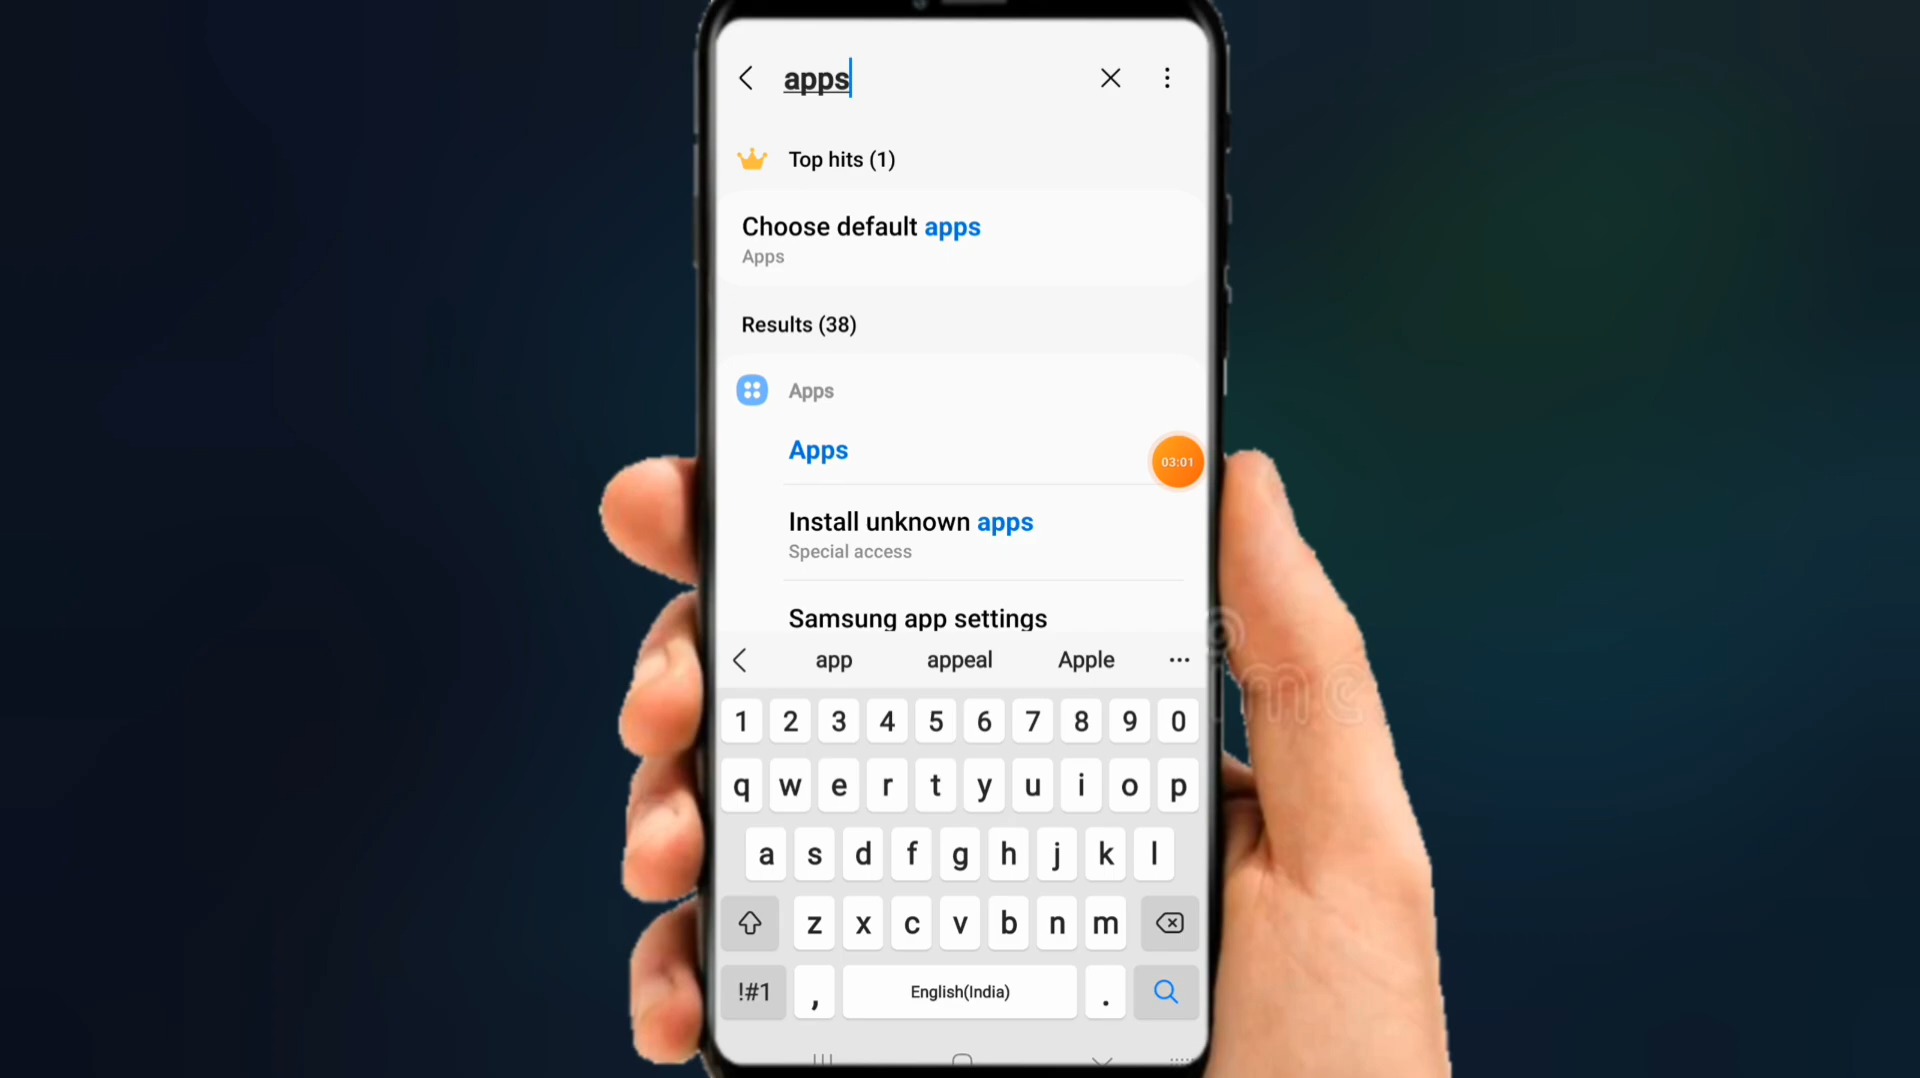 apps
Top hits (1)
Choose default apps
Apps
Results (38)
Apps
Apps
03:01
Install unknown apps
Special access
Samsung app settings
app appeal Apple
1 2 3 4 5 6 7 8 9 0
q w e r t y u i o p
a s d f g h j k l
z x c v b n m
!#1 , English(India) .